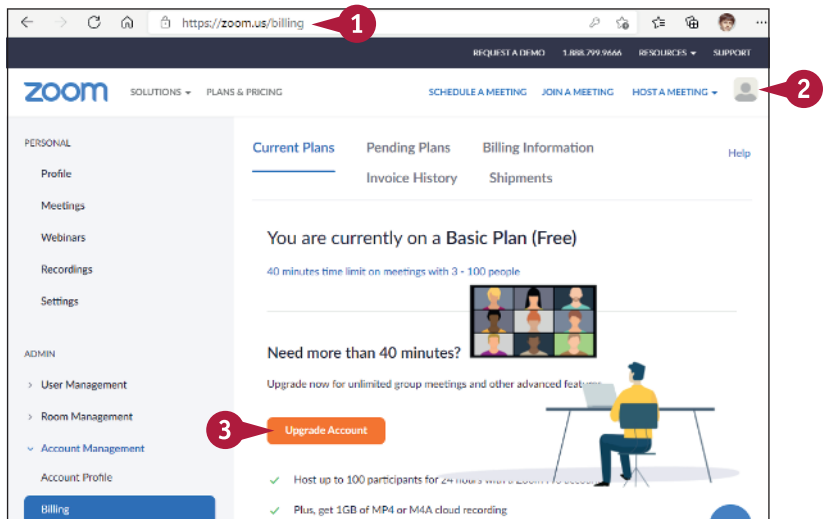 https://zoom.us/billing
1
REQUEST A DEMO 1.888.799.9666 RESOURCES SUPPORT
zoom SOLUTIONS PLANS & PRICING SCHEDULE A MEETING JOIN A MEETING HOST A MEETING
2
PERSONAL
Profile
Meetings
Webinars
Recordings
Settings
ADMIN
User Management
Room Management
Account Management
Account Profile
Billing
Current Plans Pending Plans Billing Information
Help
Invoice History Shipments
You are currently on a Basic Plan (Free)
40 minutes time limit on meetings with 3 - 100 people
Need more than 40 minutes?
Upgrade now for unlimited group meetings and other advanced
3
Upgrade Account
Host up to 100 participants for 24 hours with a Zoom
Plus, get 1GB of MP4 or M4A cloud recording